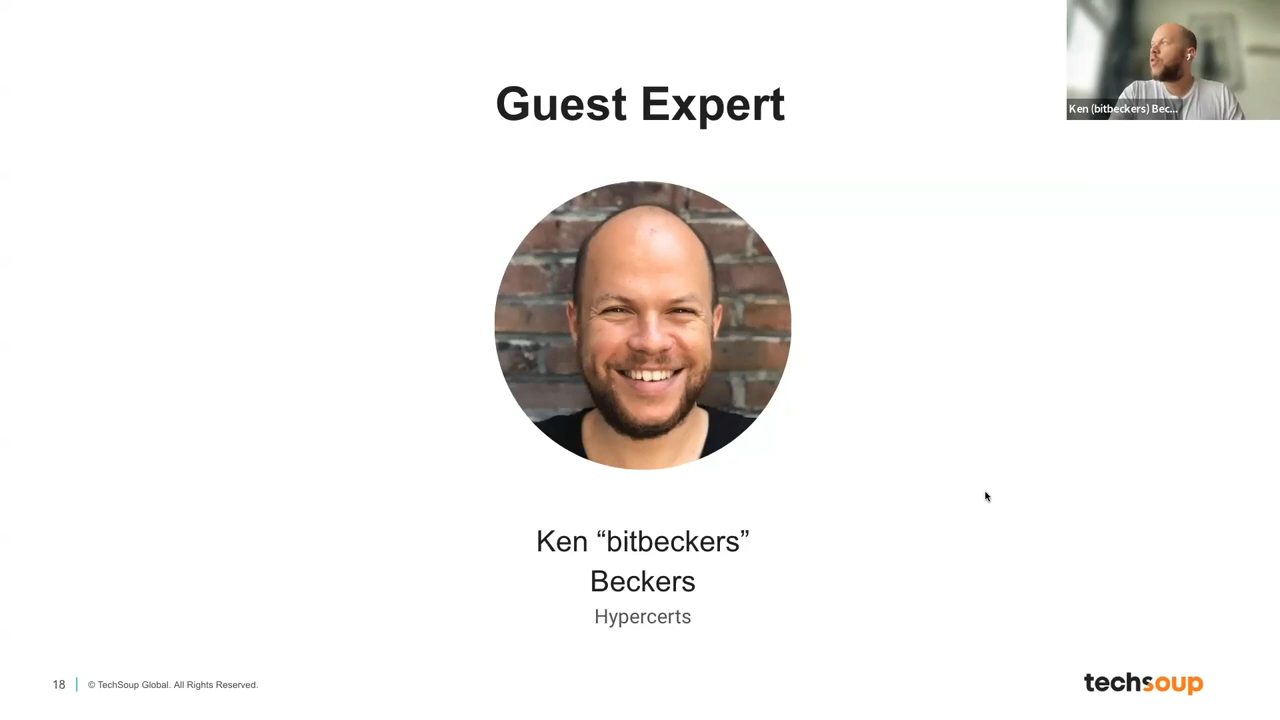 Guest Expert
Ken (bitbeckers) Bec...
Ken “bitbeckers”
Beckers
Hypercerts
18
© TechSoup Global. All Rights Reserved.
techsoup